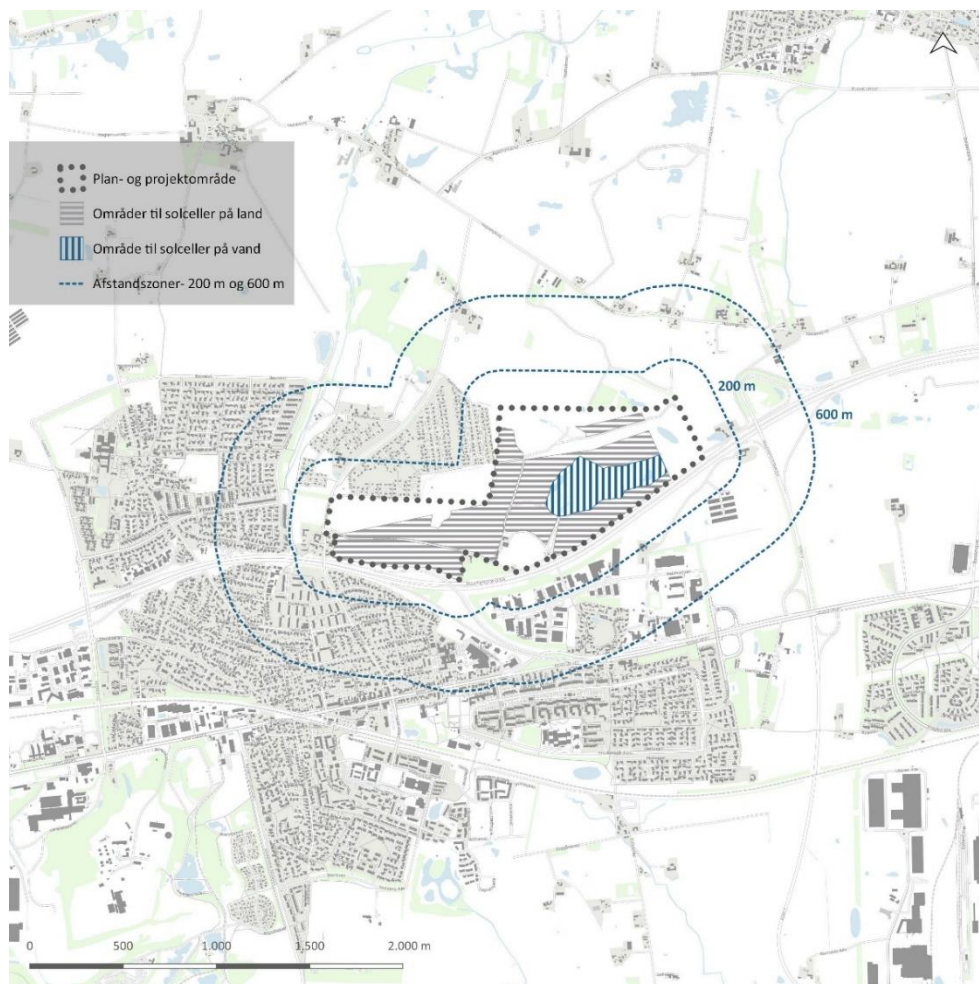 Plan- og projektområde
Områder til solceller på land
Område til solceller på vand
Afstandszoner- 200 m og 600 m
200 m
600 m
0 500 1.000 1.500 2.000 m